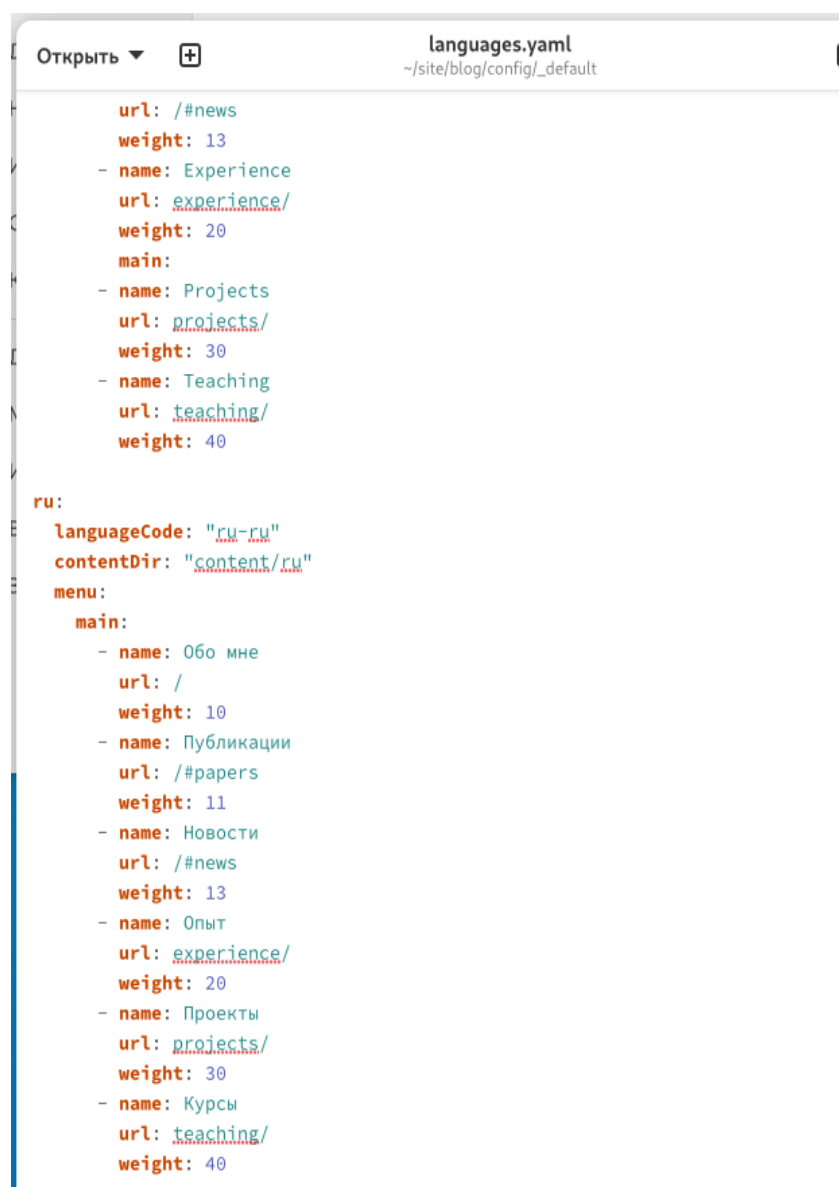 Открыть
languages.yaml
~/site/blog/config/_default
url: /#news
weight: 13
- name: Experience
url: experience/
weight: 20
main:
- name: Projects
url: projects/
weight: 30
- name: Teaching
url: teaching/
weight: 40
ru:
languageCode: "ru-ru"
contentDir: "content/ru"
menu:
main:
- name: Обо мне
url: /
weight: 10
- name: Публикации
url: /#papers
weight: 11
- name: Новости
url: /#news
weight: 13
- name: Опыт
url: experience/
weight: 20
- name: Проекты
url: projects/
weight: 30
- name: Курсы
url: teaching/
weight: 40